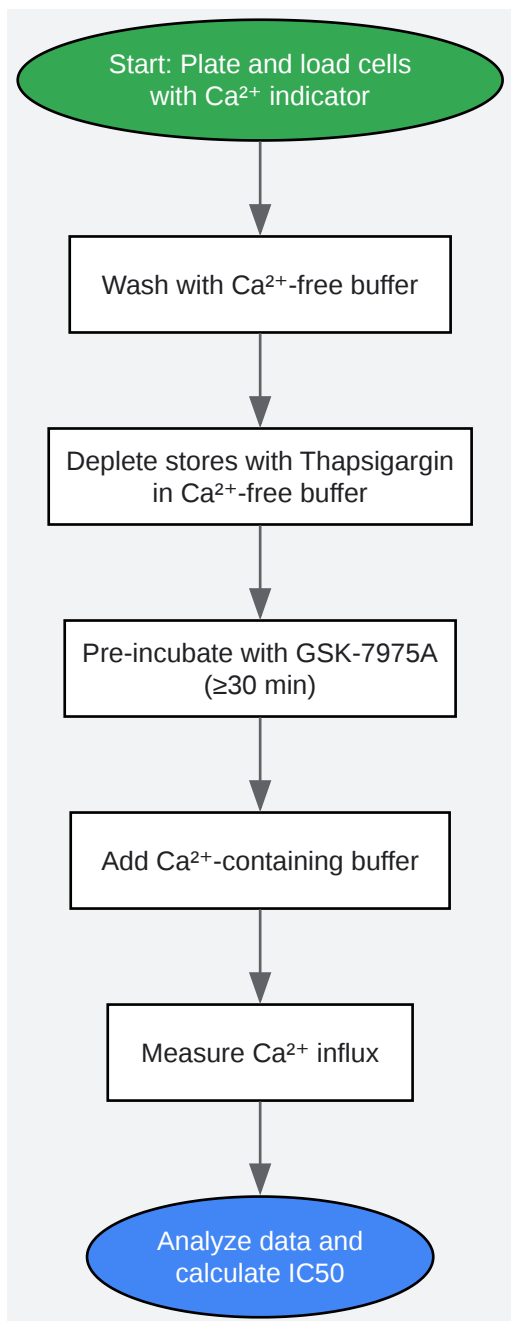 Start: Plate and load cells
with Ca²⁺ indicator
Wash with Ca²⁺-free buffer
Deplete stores with Thapsigargin
in Ca²⁺-free buffer
Pre-incubate with GSK-7975A
(≥30 min)
Add Ca²⁺-containing buffer
Measure Ca²⁺ influx
Analyze data and
calculate IC50